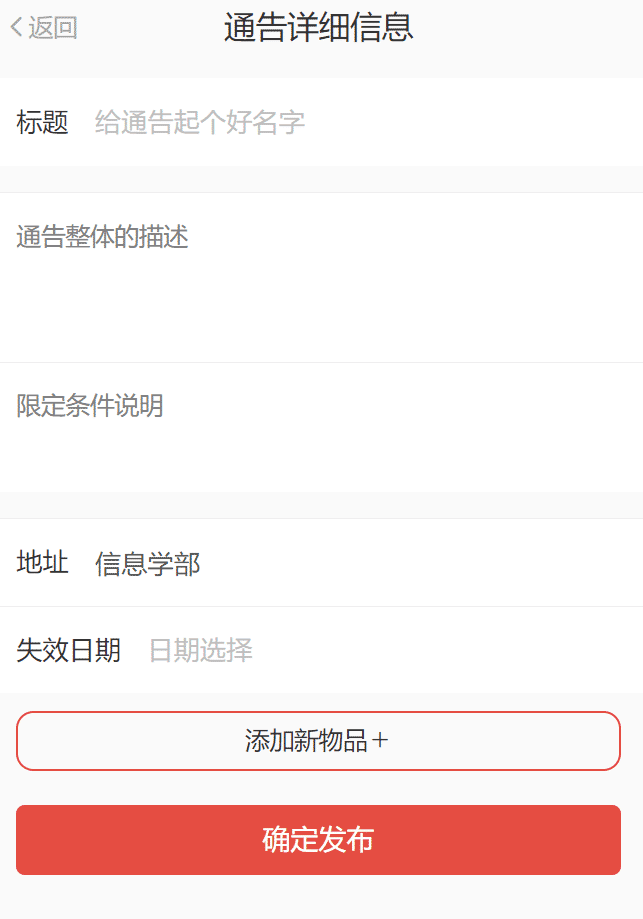 返回
通告详细信息
标题 给通告起个好名字
通告整体的描述
限定条件说明
地址 信息学部
失效日期 日期选择
添加新物品＋
确定发布